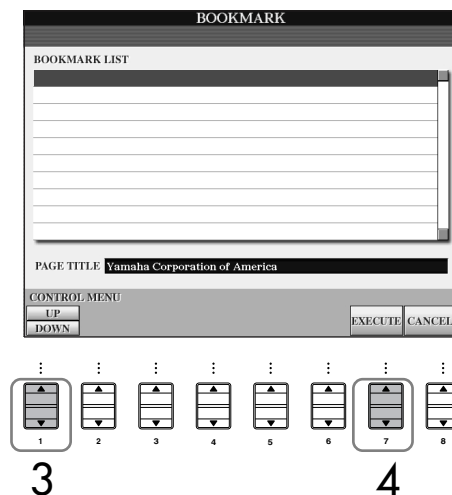 BOOKMARK
BOOKMARK LIST
PAGE TITLE Yamaha Corporation of America
CONTROL MENU
UP
DOWN
EXECUTE CANCEL
1 2 3 4 5 6 7 8
3 4